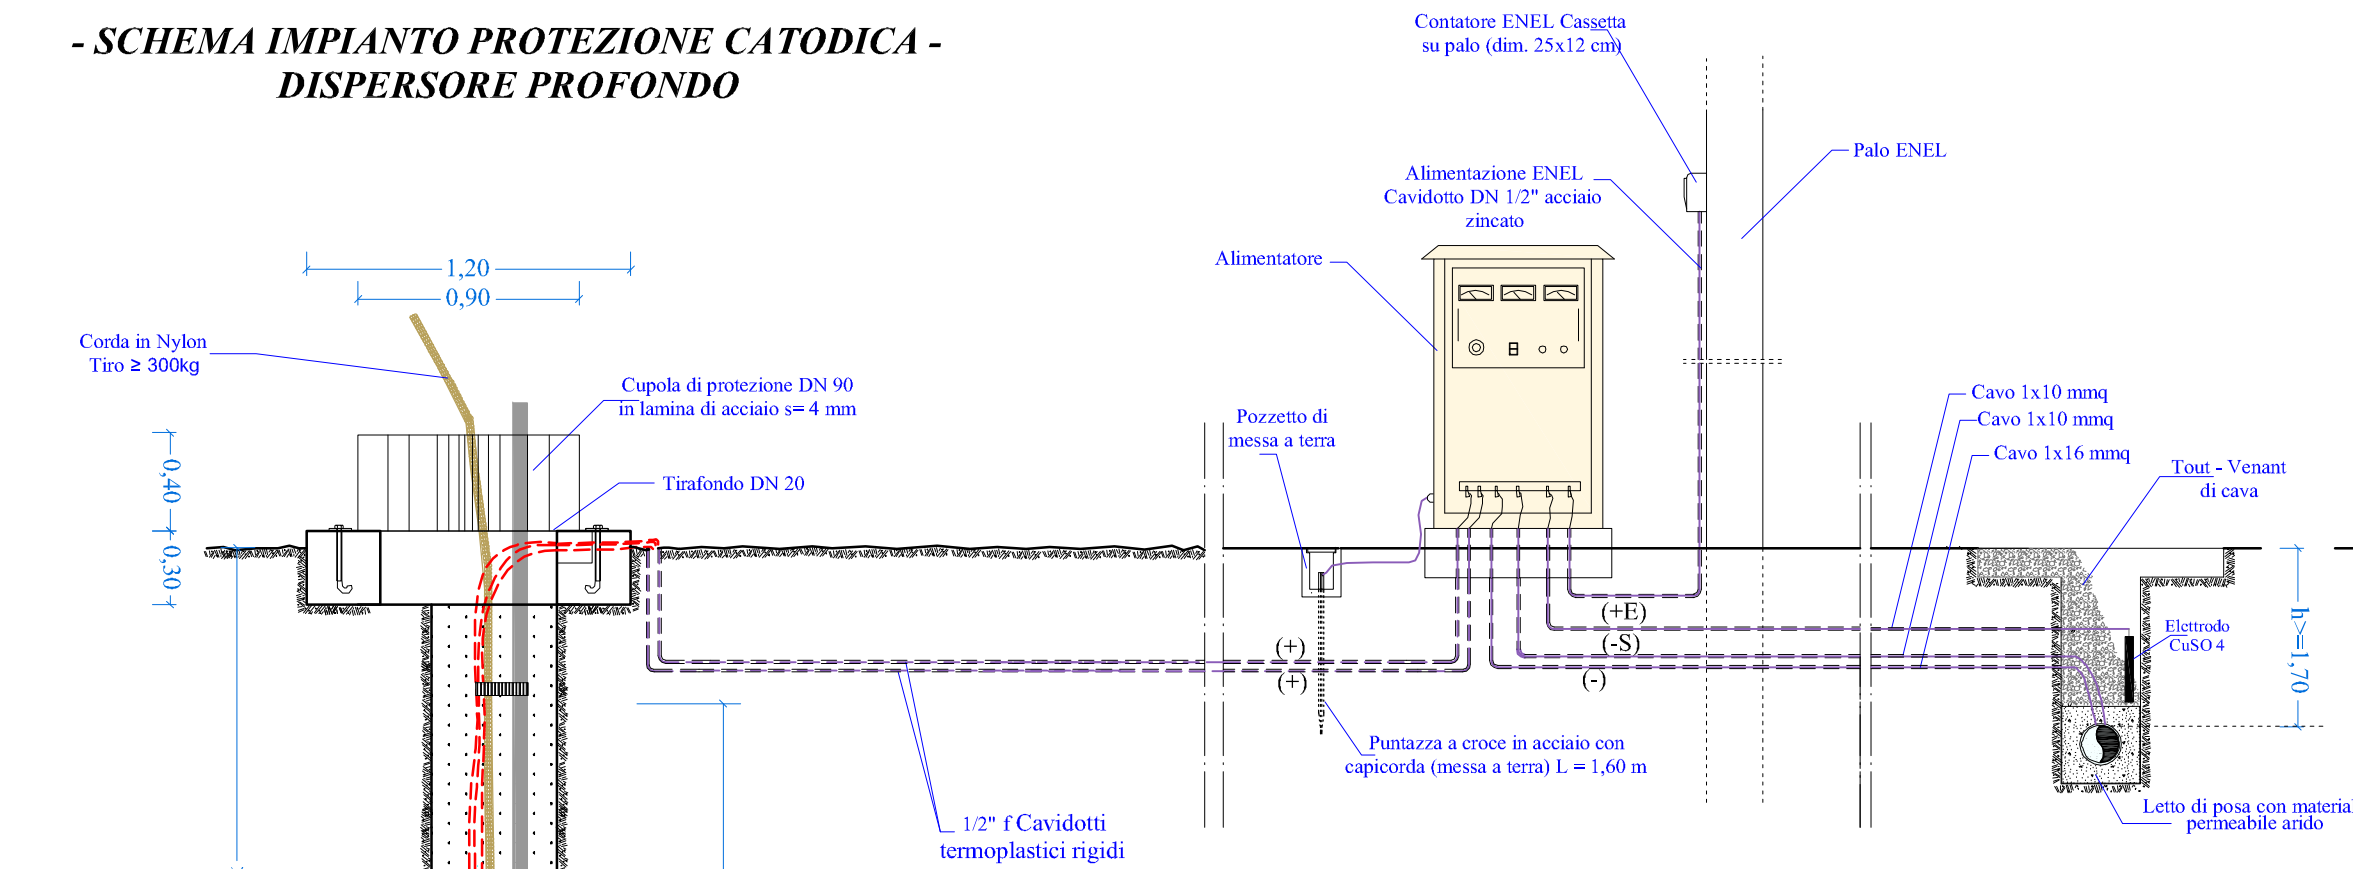 - SCHEMA IMPIANTO PROTEZIONE CATODICA -
DISPERSORE PROFONDO
Contatore ENEL Cassetta
su palo (dim. 25x12 cm)
Palo ENEL
Alimentazione ENEL
Cavidotto DN 1/2" acciaio
zincato
Alimentatore
1,20
0,90
Corda in Nylon
Tiro ≥ 300kg
Cupola di protezione DN 90
in lamina di acciaio s= 4 mm
Tirafondo DN 20
0,40
0,30
Pozzetto di
messa a terra
Cavo 1x10 mmq
Cavo 1x10 mmq
Cavo 1x16 mmq
Tout - Venant
di cava
(+E)
(-S)
(-)
(+)
(+)
Elettrodo
CuSO 4
h>=1,70
Puntazza a croce in acciaio con
capicorda (messa a terra) L = 1,60 m
1/2" f Cavidotti
termoplastici rigidi
Letto di posa con material
permeabile arido